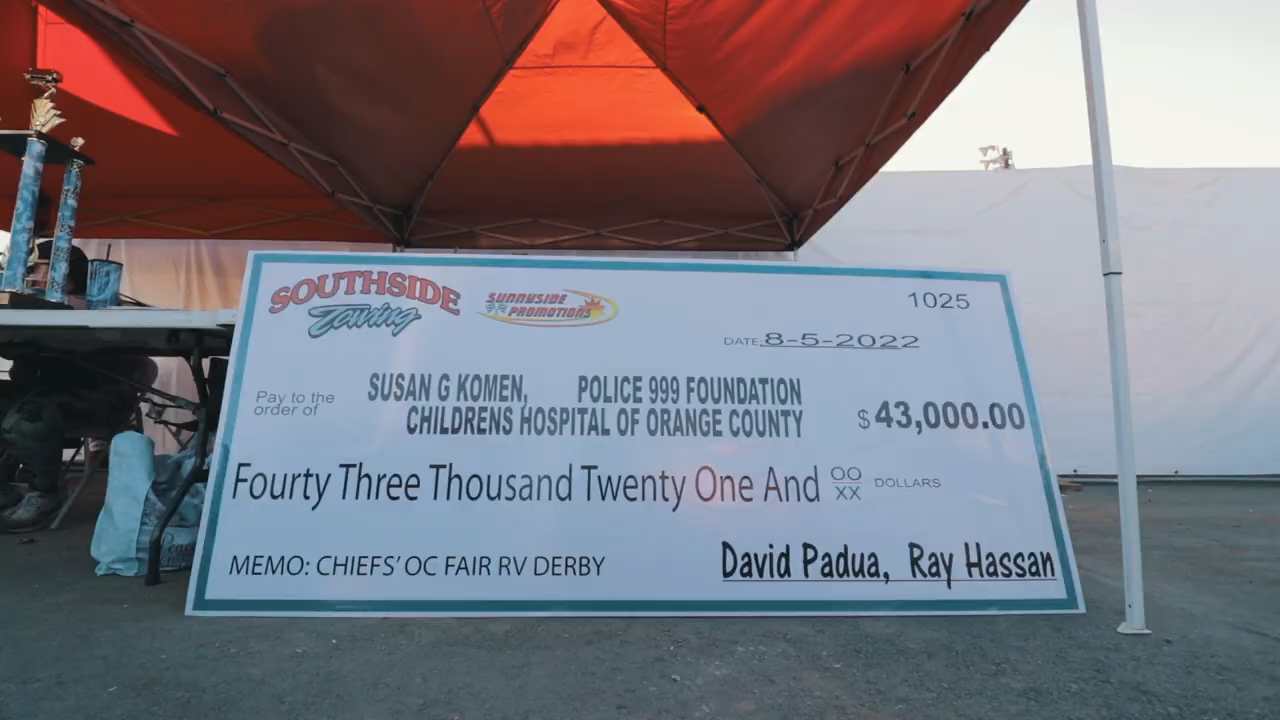 SOUTHSIDE
Towing
SUNNYSIDE
PROMOTIONS
1025
DATE 8-5-2022
Pay to the
order of
SUSAN G KOMEN, POLICE 999 FOUNDATION
CHILDRENS HOSPITAL OF ORANGE COUNTY
$43,000.00
Fourty Three Thousand Twenty One And OO/XX DOLLARS
MEMO: CHIEFS' OC FAIR RV DERBY
David Padua, Ray Hassan